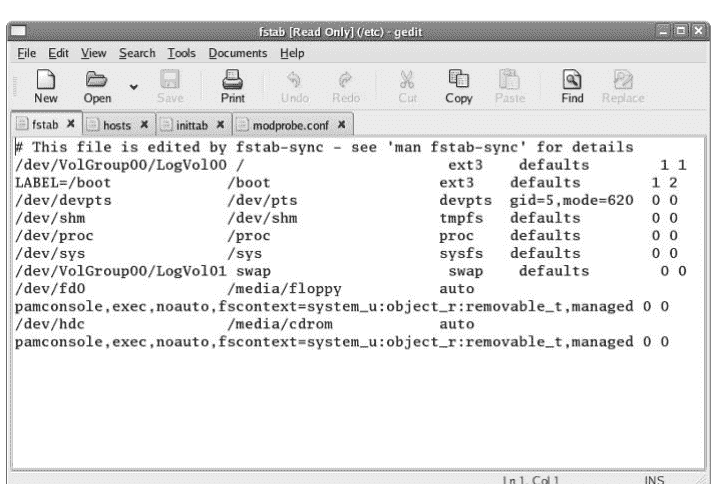 fstab [Read Only] (/etc) - gedit
File Edit View Search Tools Documents Help
New Open Save Print Undo Redo Cut Copy Paste Find Replace
fstab hosts inittab modprobe.conf
# This file is edited by fstab-sync - see 'man fstab-sync' for details
/dev/VolGroup00/LogVol00 / ext3 defaults 1 1
LABEL=/boot /boot ext3 defaults 1 2
/dev/devpts /dev/pts devpts gid=5,mode=620 0 0
/dev/shm /dev/shm tmpfs defaults 0 0
/dev/proc /proc proc defaults 0 0
/dev/sys /sys sysfs defaults 0 0
/dev/VolGroup00/LogVol01 swap swap defaults 0 0
/dev/fd0 /media/floppy auto
pamconsole,exec,noauto,fscontext=system_u:object_r:removable_t,managed 0 0
/dev/hdc /media/cdrom auto
pamconsole,exec,noauto,fscontext=system_u:object_r:removable_t,managed 0 0
Ln 1, Col 1 INS